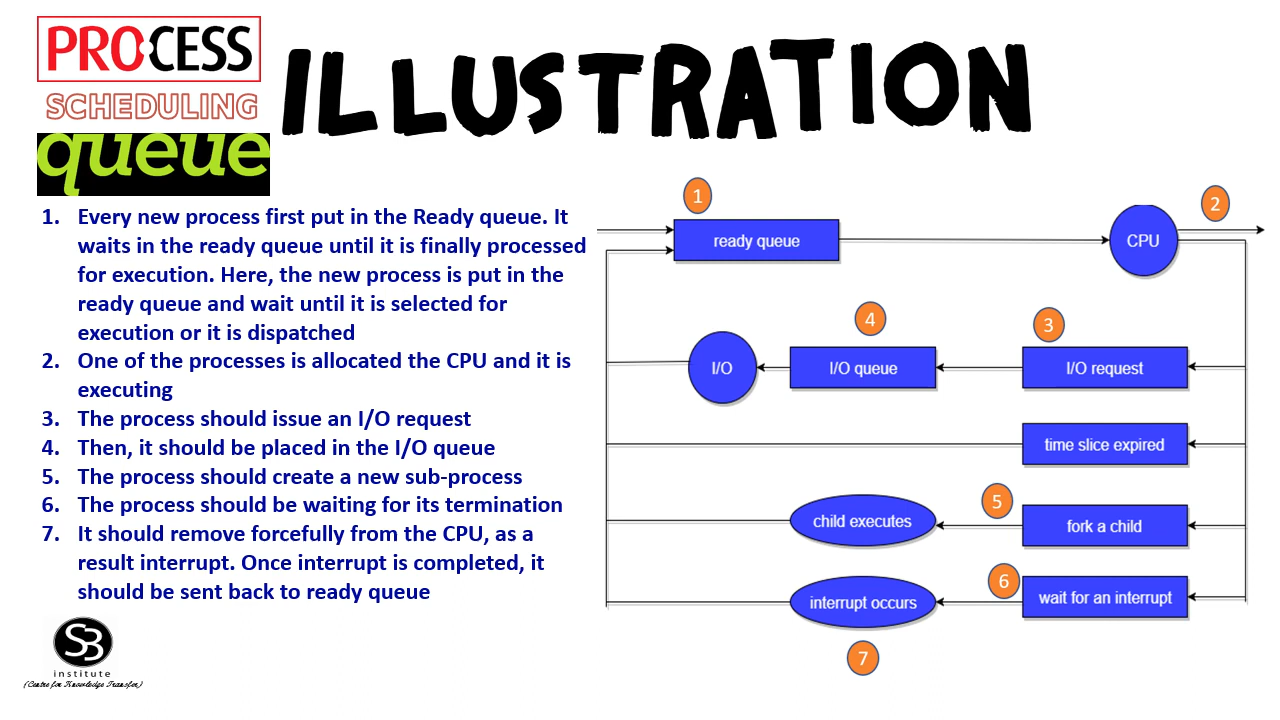 PROCESS
SCHEDULING
queue
ILLUSTRATION
1. Every new process first put in the Ready queue. It
waits in the ready queue until it is finally processed
for execution. Here, the new process is put in the
ready queue and wait until it is selected for
execution or it is dispatched
2. One of the processes is allocated the CPU and it is
executing
3. The process should issue an I/O request
4. Then, it should be placed in the I/O queue
5. The process should create a new sub-process
6. The process should be waiting for its termination
7. It should remove forcefully from the CPU, as a
result interrupt. Once interrupt is completed, it
should be sent back to ready queue
S3
institute
(Centre for Knowledge Transfer)
1
2
ready queue
CPU
4
3
I/O
I/O queue
I/O request
time slice expired
5
child executes
fork a child
6
interrupt occurs
wait for an interrupt
7